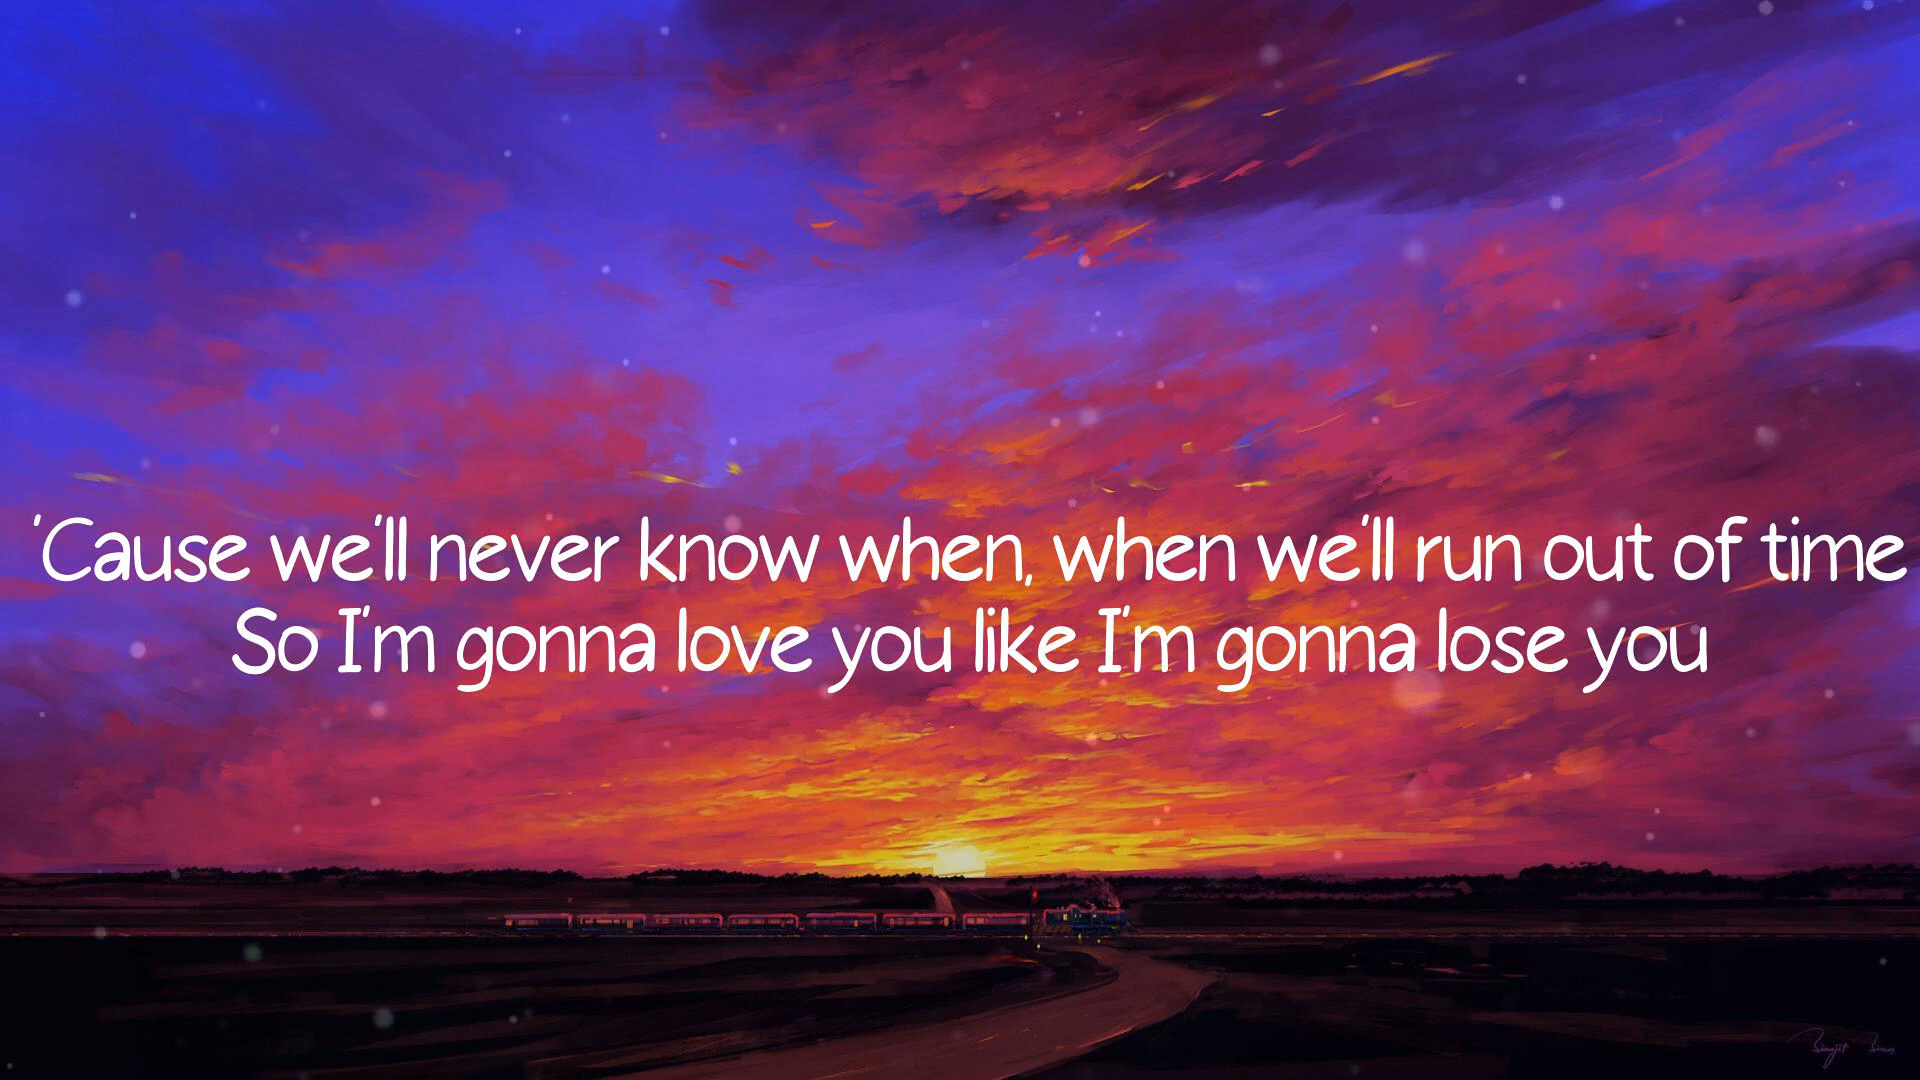 'Cause we'll never know when, when we'll run out of time
So I'm gonna love you like I'm gonna lose you